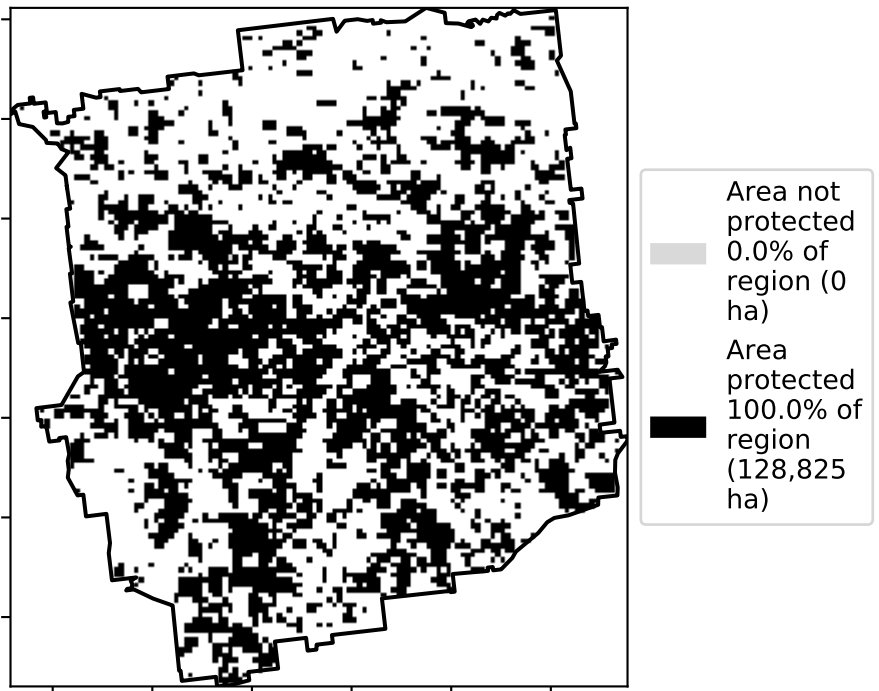 Area not
protected
0.0% of
region (0
ha)
Area
protected
100.0% of
region
(128,825
ha)